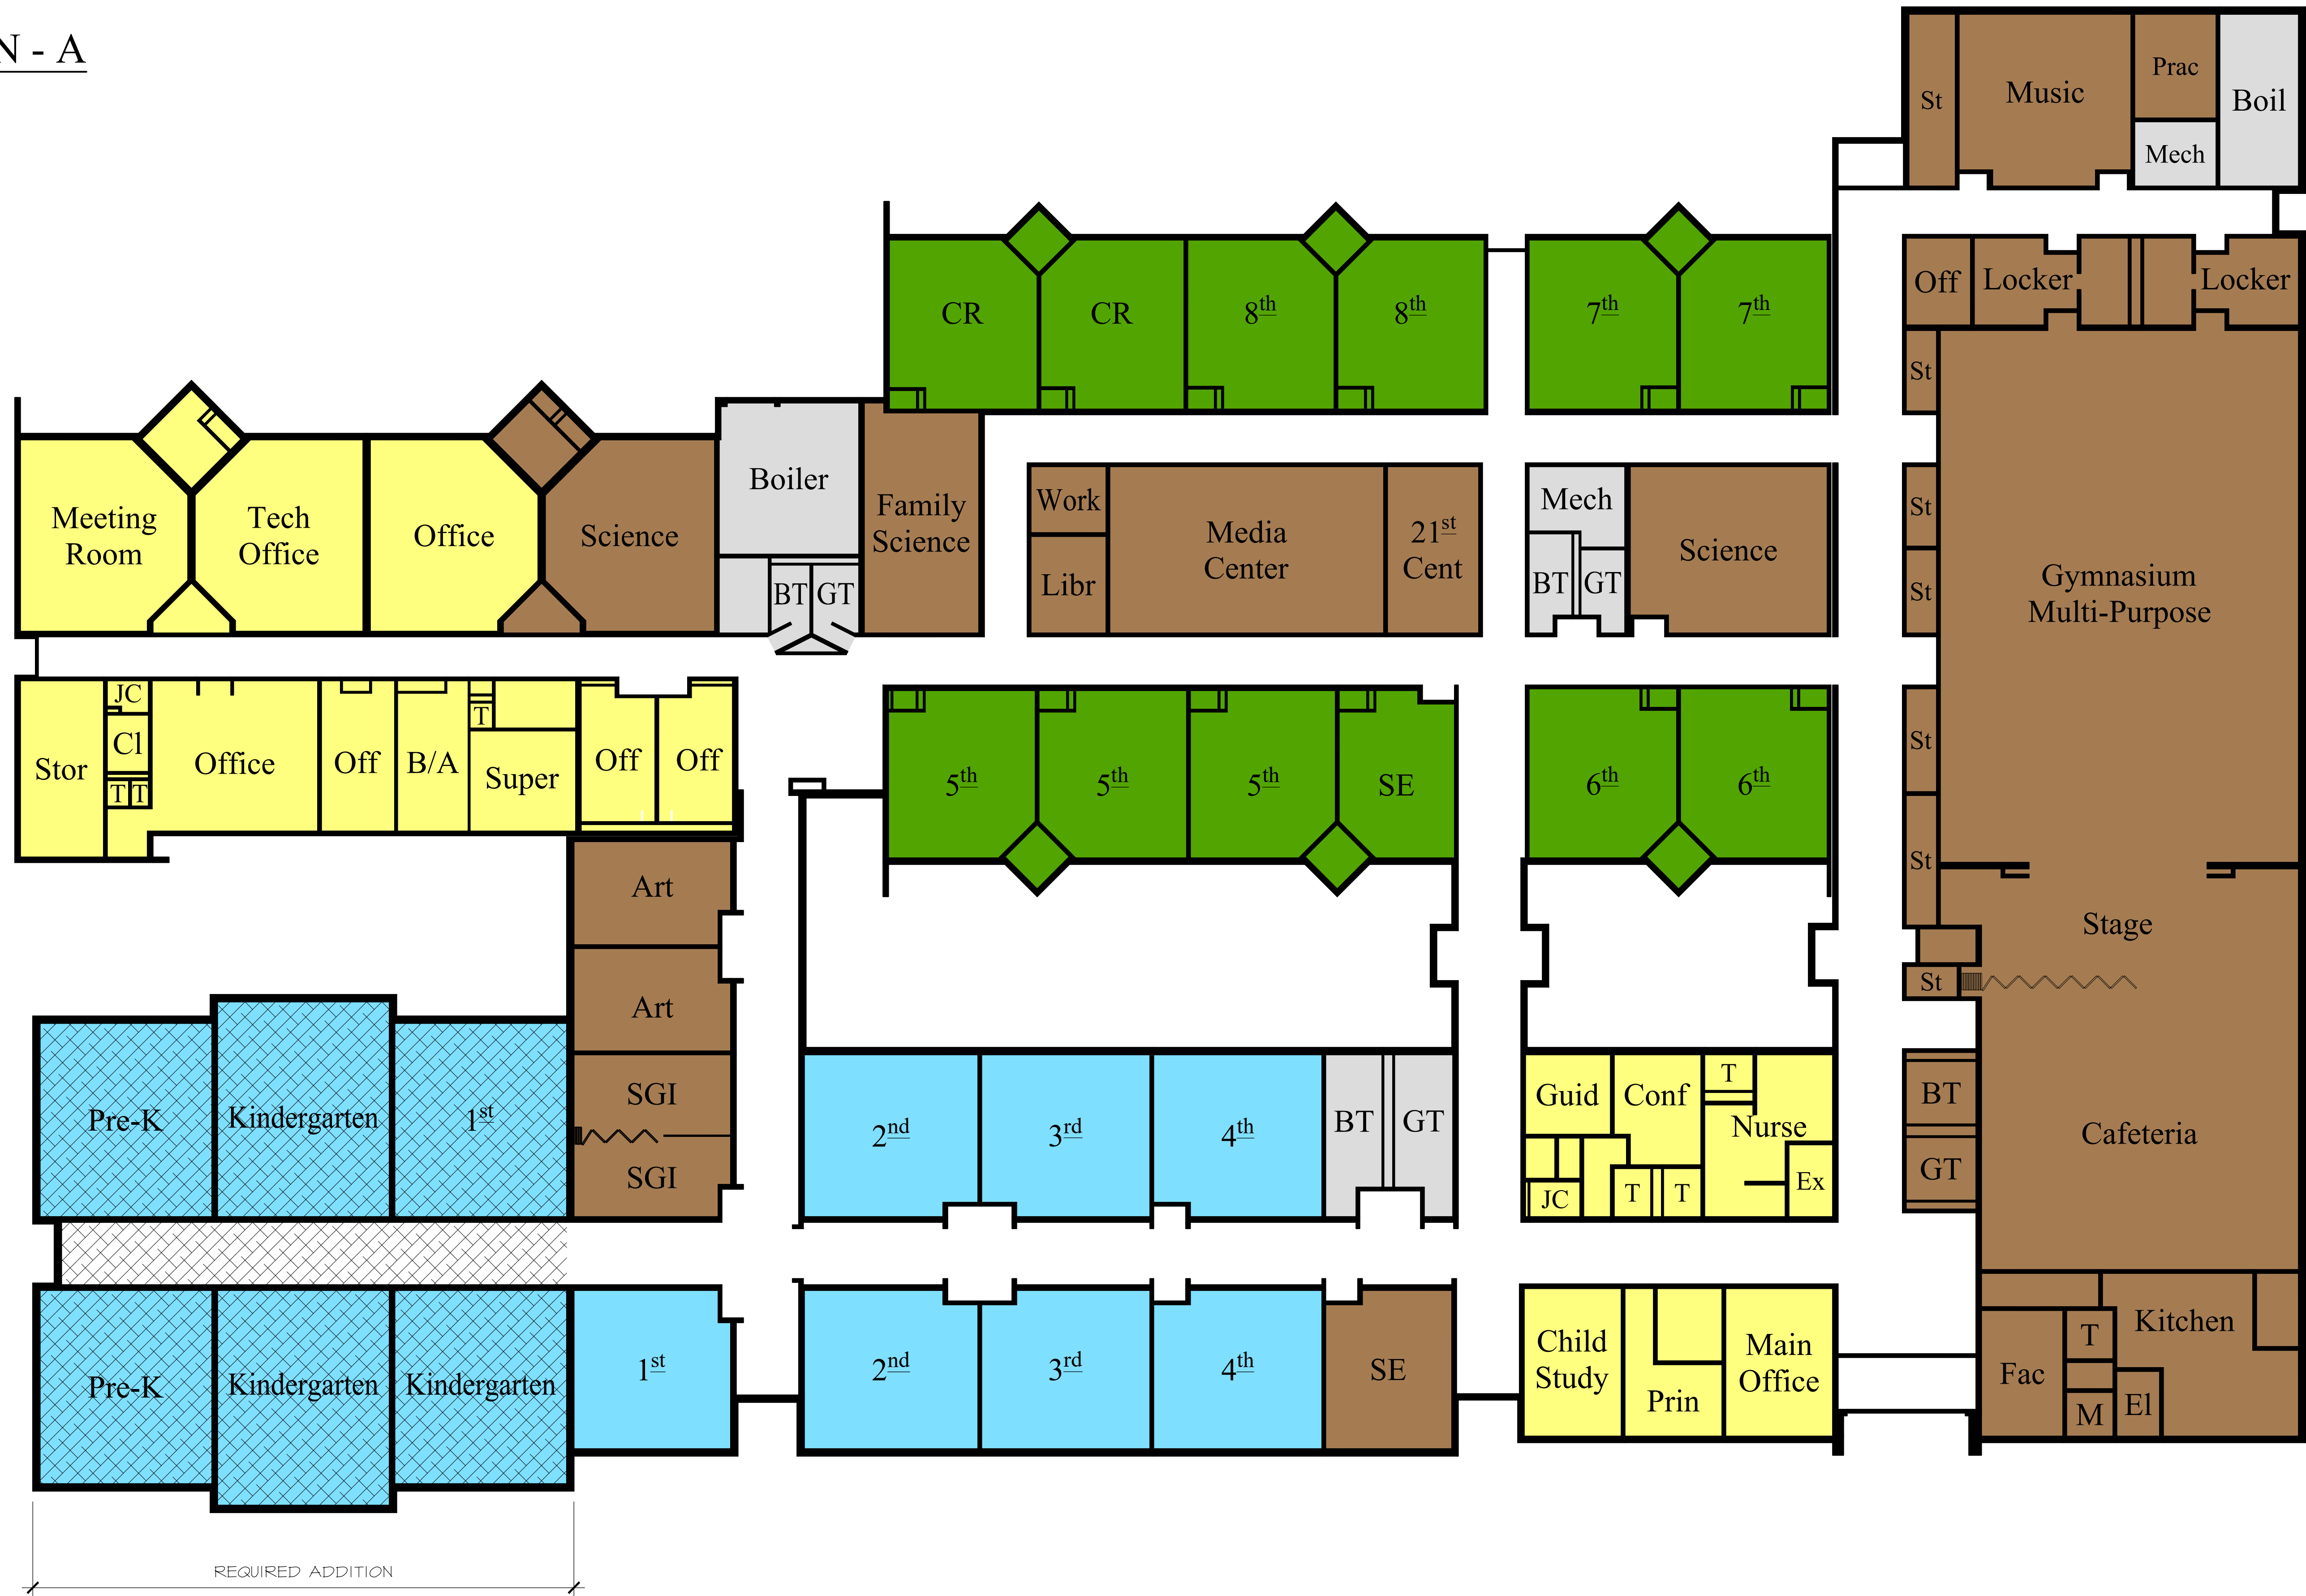 N - A
St
Music
Prac
Boil
Mech
CR
CR
8th
8th
7th
7th
Off
Locker
Locker
St
Meeting
Room
Tech
Office
Office
Science
Boiler
BT
GT
Family
Science
Work
Libr
Media
Center
21st
Cent
Mech
BT
GT
Science
St
St
Gymnasium
Multi-Purpose
Stor
JC
Cl
T
T
Office
Off
B/A
T
Super
Off
Off
5th
5th
5th
SE
6th
6th
St
St
Art
Art
SGI
SGI
Stage
St
Pre-K
Kindergarten
1st
2nd
3rd
4th
BT
GT
Guid
Conf
T
Nurse
JC
T
T
Ex
BT
GT
Cafeteria
Pre-K
Kindergarten
Kindergarten
1st
2nd
3rd
4th
SE
Child
Study
Prin
Main
Office
Fac
T
M
El
Kitchen
REQUIRED ADDITION